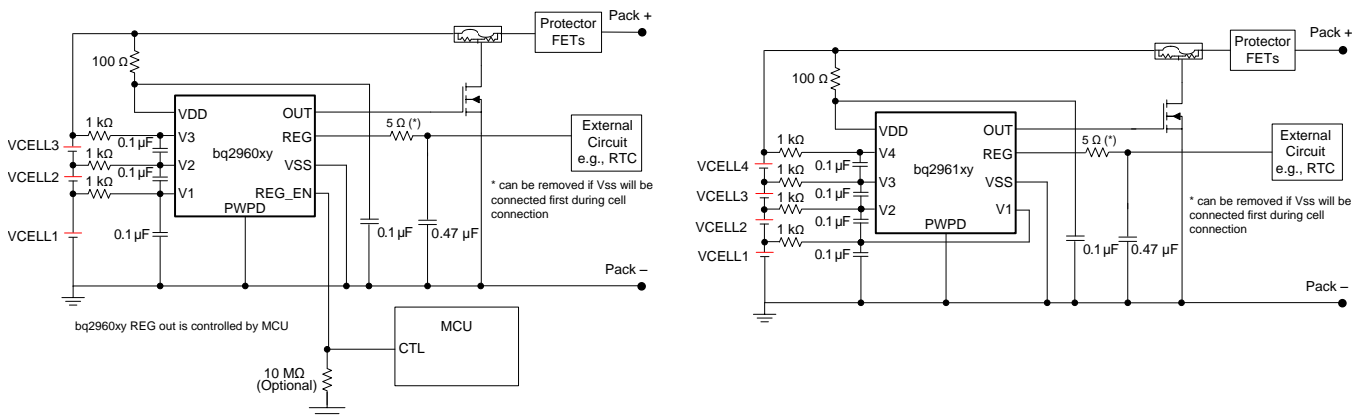 Pack +
Protector
FETs
100 Ω
VDD
OUT
1 kΩ
V3
REG
5 Ω (*)
External
Circuit
e.g., RTC
0.1 µF
bq2960xy
VCELL3
1 kΩ
V2
VSS
0.1 µF
VCELL2
1 kΩ
V1
REG_EN
* can be removed if Vss will be
connected first during cell
connection
PWPD
VCELL1
0.1 µF
0.1 µF
0.47 µF
Pack –
bq2960xy REG out is controlled by MCU
MCU
CTL
10 MΩ
(Optional)
Pack +
Protector
FETs
100 Ω
VDD
OUT
1 kΩ
V4
REG
5 Ω (*)
External
Circuit
e.g., RTC
0.1 µF
bq2961xy
VCELL4
1 kΩ
V3
VSS
0.1 µF
VCELL3
1 kΩ
V2
V1
* can be removed if Vss will be
connected first during cell
connection
0.1 µF
VCELL2
PWPD
1 kΩ
VCELL1
0.1 µF
0.1 µF
0.47 µF
Pack –